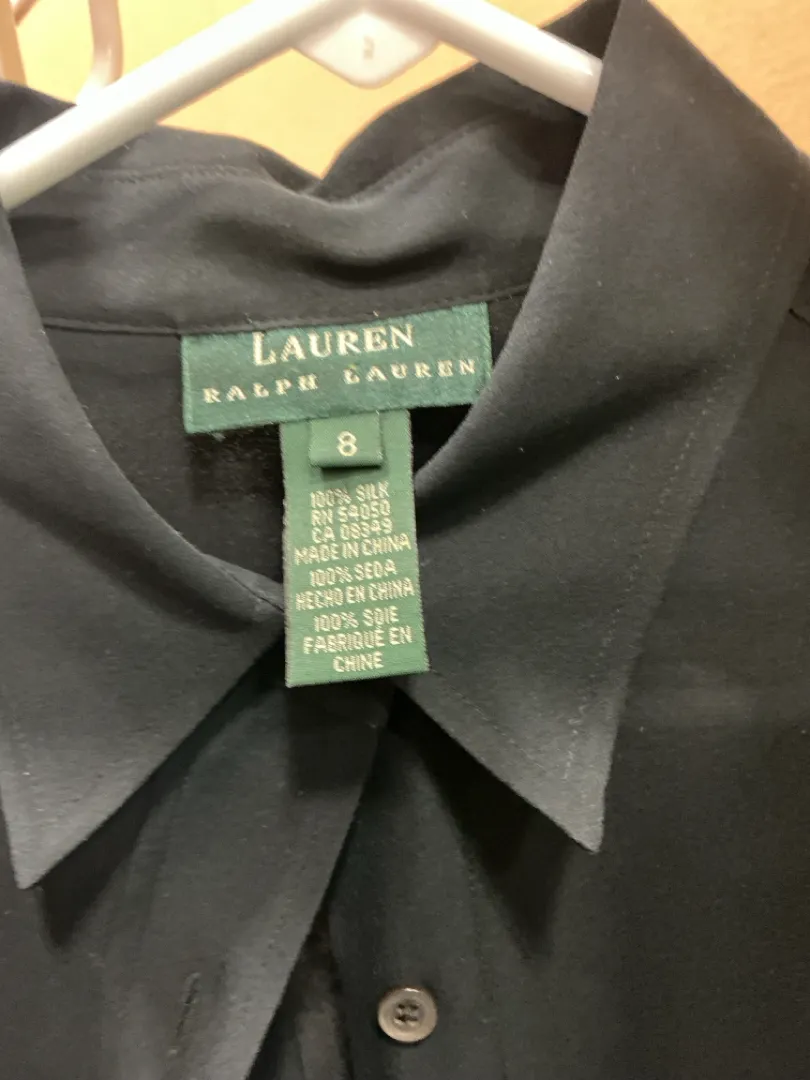 LAUREN
RALPH LAUREN
8
100% SILK
RN 54050
CA 08349
MADE IN CHINA
100% SEDA
HECHO EN CHINA
100% SOIE
FABRIQUÉ EN
CHINE